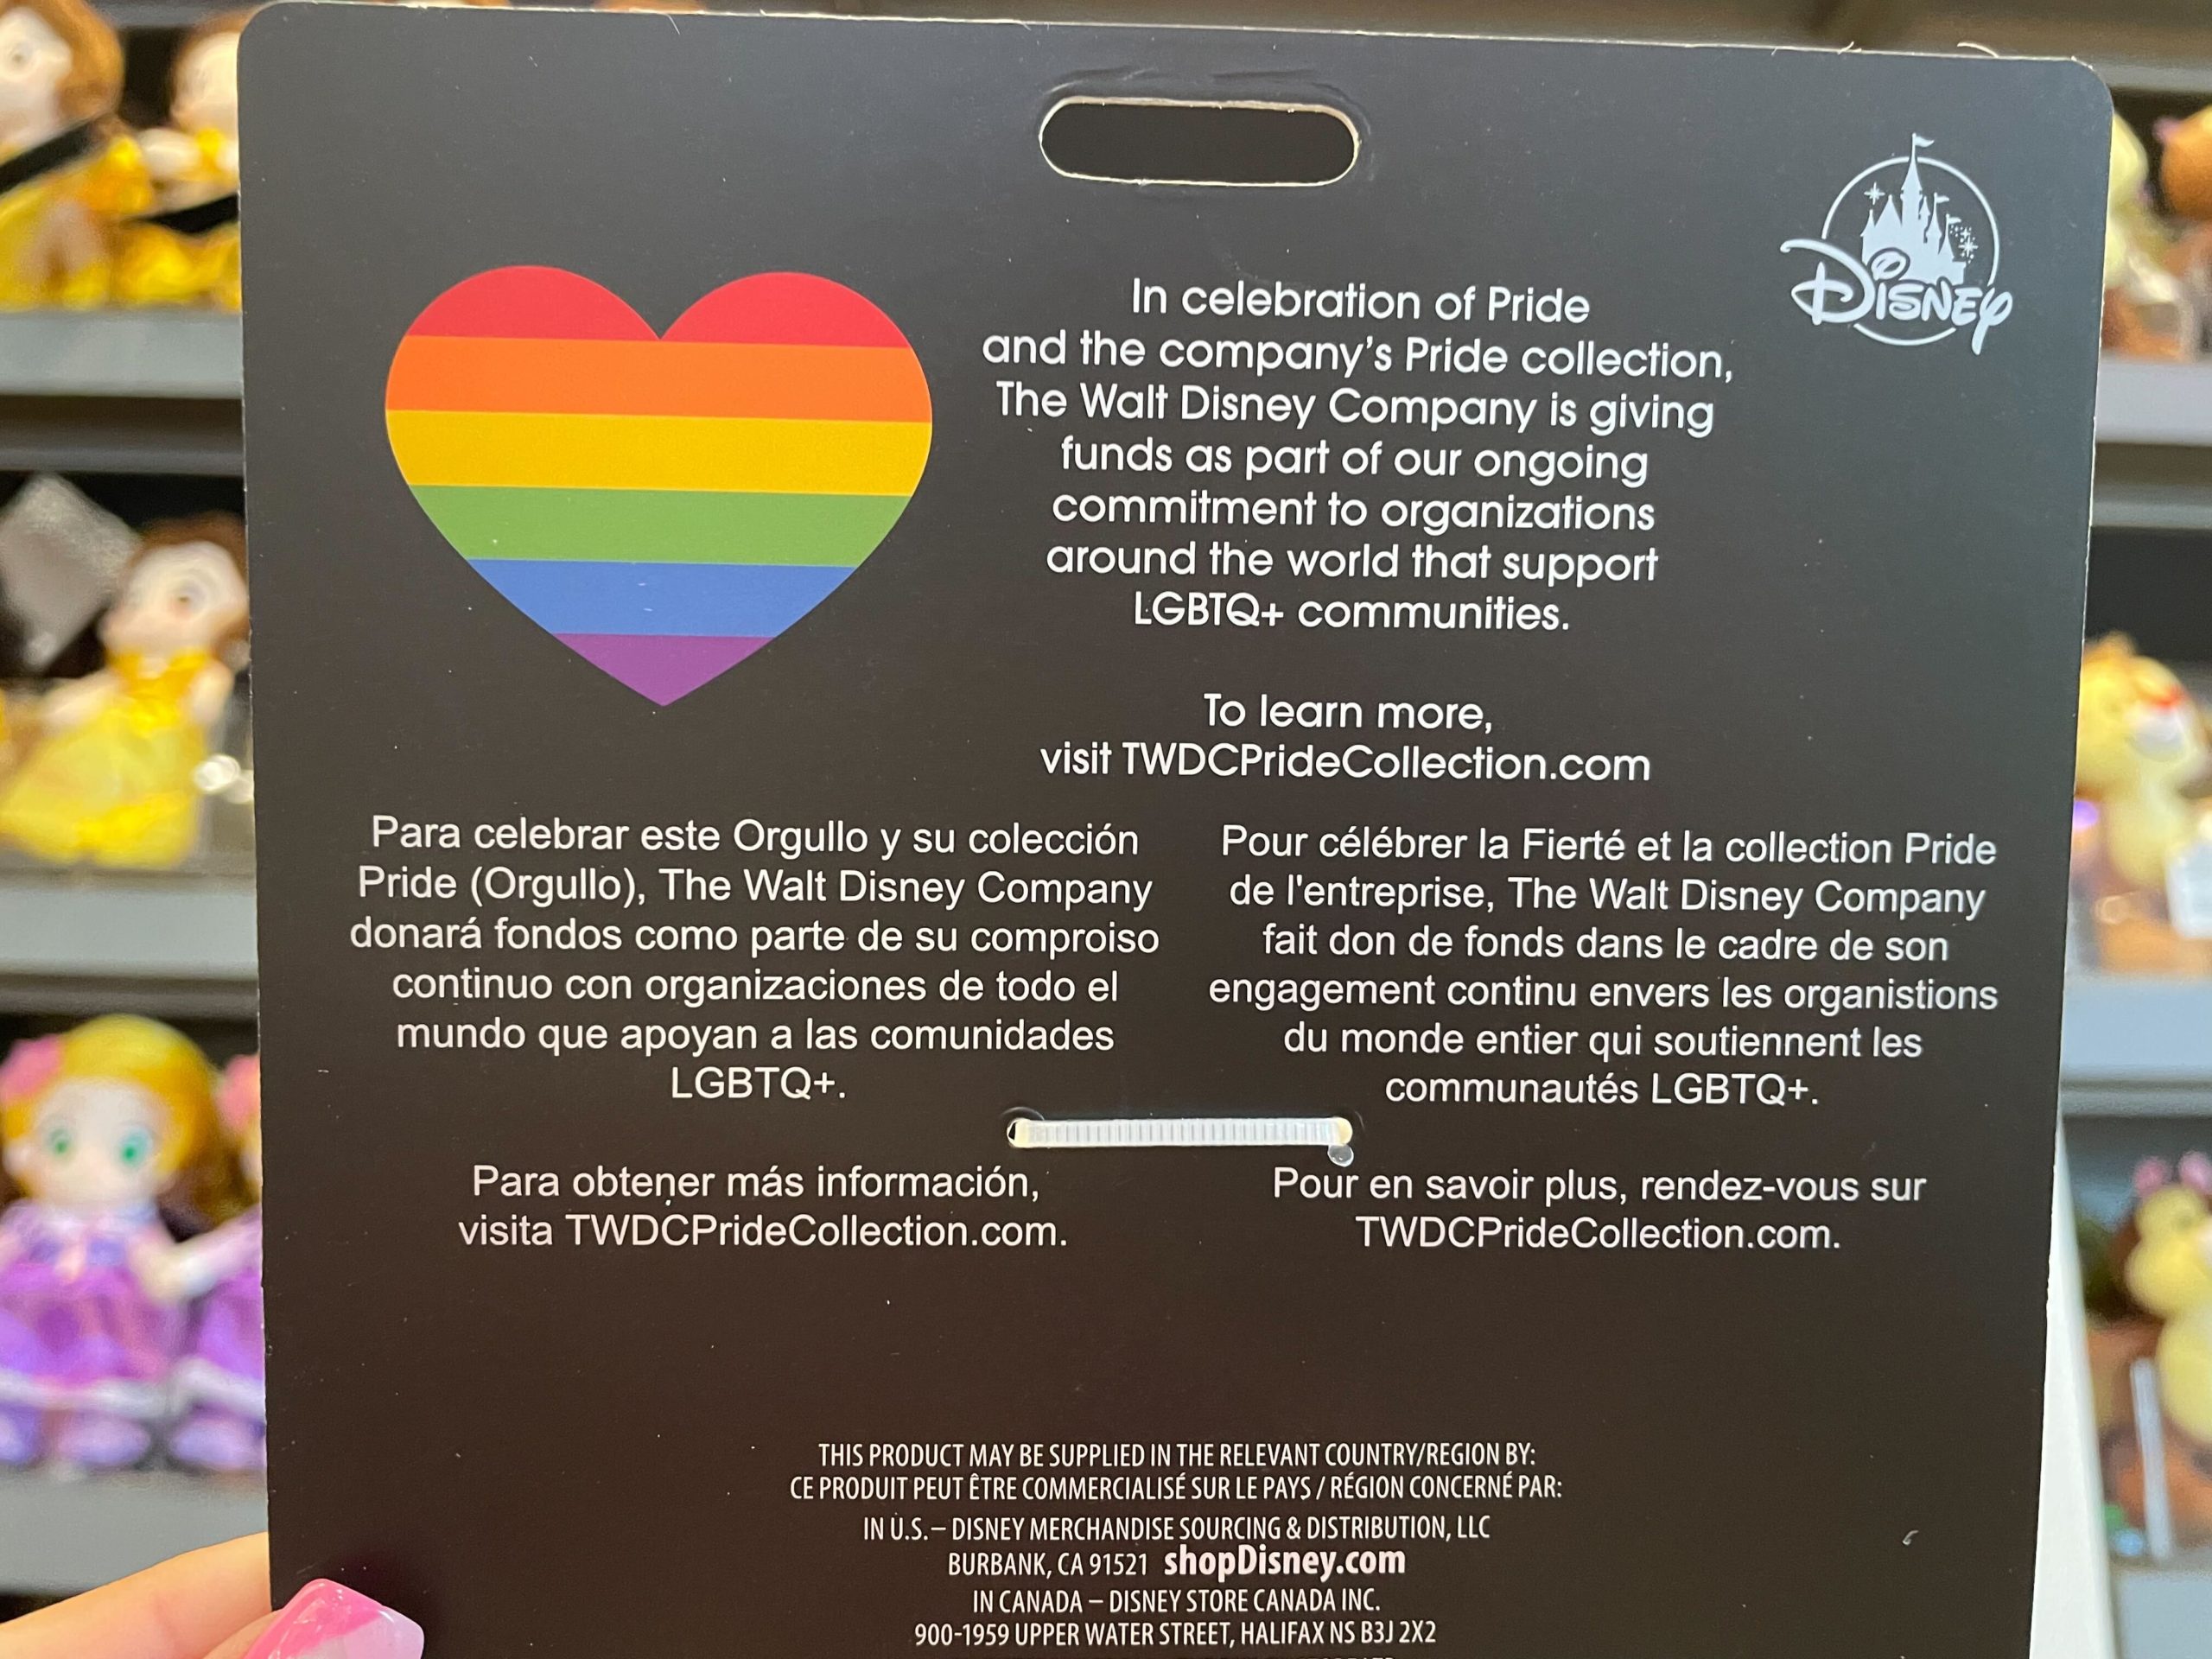 Disney
In celebration of Pride
and the company's Pride collection,
The Walt Disney Company is giving
funds as part of our ongoing
commitment to organizations
around the world that support
LGBTQ+ communities.
To learn more,
visit TWDCPrideCollection.com
Para celebrar este Orgullo y su colección
Pride (Orgullo), The Walt Disney Company
donará fondos como parte de su comproiso
continuo con organizaciones de todo el
mundo que apoyan a las comunidades
LGBTQ+.
Para obtener más información,
visita TWDCPrideCollection.com.
Pour célébrer la Fierté et la collection Pride
de l'entreprise, The Walt Disney Company
fait don de fonds dans le cadre de son
engagement continu envers les organistions
du monde entier qui soutiennent les
communautés LGBTQ+.
Pour en savoir plus, rendez-vous sur
TWDCPrideCollection.com.
THIS PRODUCT MAY BE SUPPLIED IN THE RELEVANT COUNTRY/REGION BY:
CE PRODUIT PEUT ÊTRE COMMERCIALISÉ SUR LE PAYS / RÉGION CONCERNÉ PAR:
IN U.S.– DISNEY MERCHANDISE SOURCING & DISTRIBUTION, LLC
BURBANK, CA 91521 shopDisney.com
IN CANADA – DISNEY STORE CANADA INC.
900-1959 UPPER WATER STREET, HALIFAX NS B3J 2X2